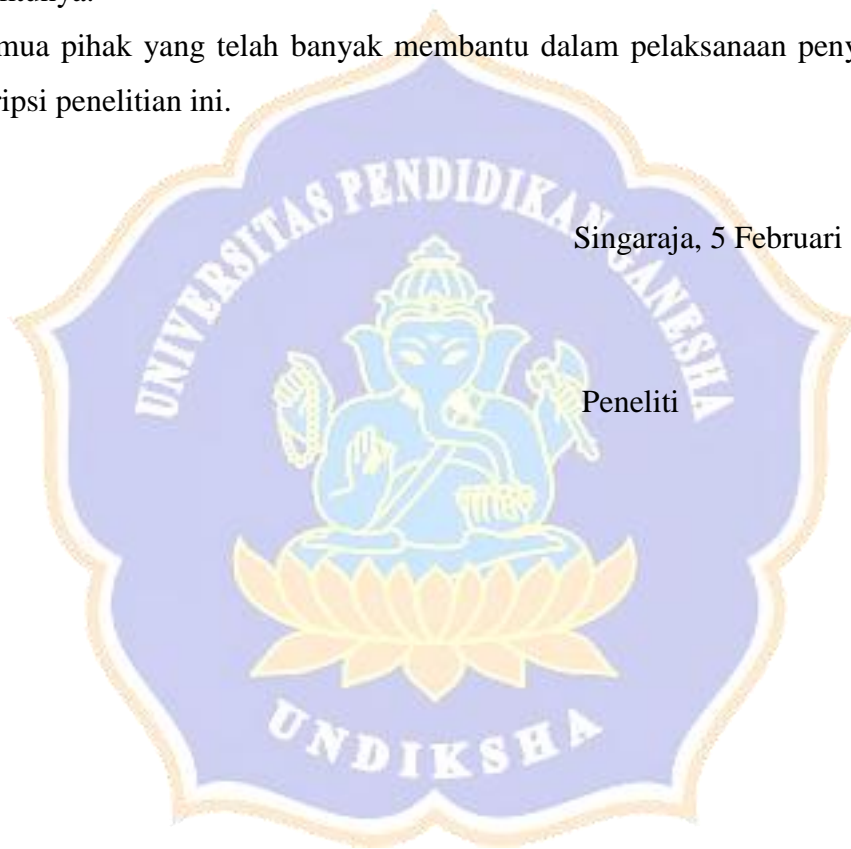 mua pihak yang telah banyak membantu dalam pelaksanaan peny
ripsi penelitian ini.
UNIVERSITAS PENDIDIKAN GANESHA
Singaraja, 5 Februari
Peneliti
UNDIKSHA